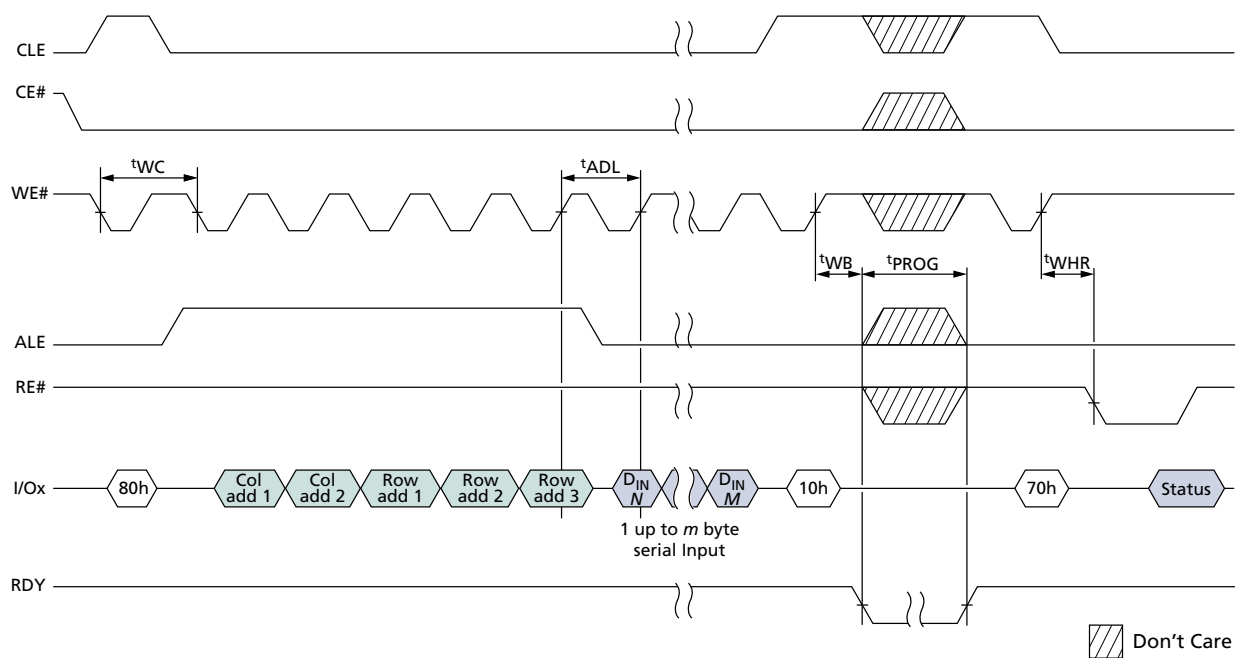 CLE
CE#
tWC
tADL
WE#
tWB
tPROG
tWHR
ALE
RE#
I/Ox
80h
Col
add 1
Col
add 2
Row
add 1
Row
add 2
Row
add 3
DIN
N
DIN
M
10h
70h
Status
1 up to m byte
serial Input
RDY
Don't Care